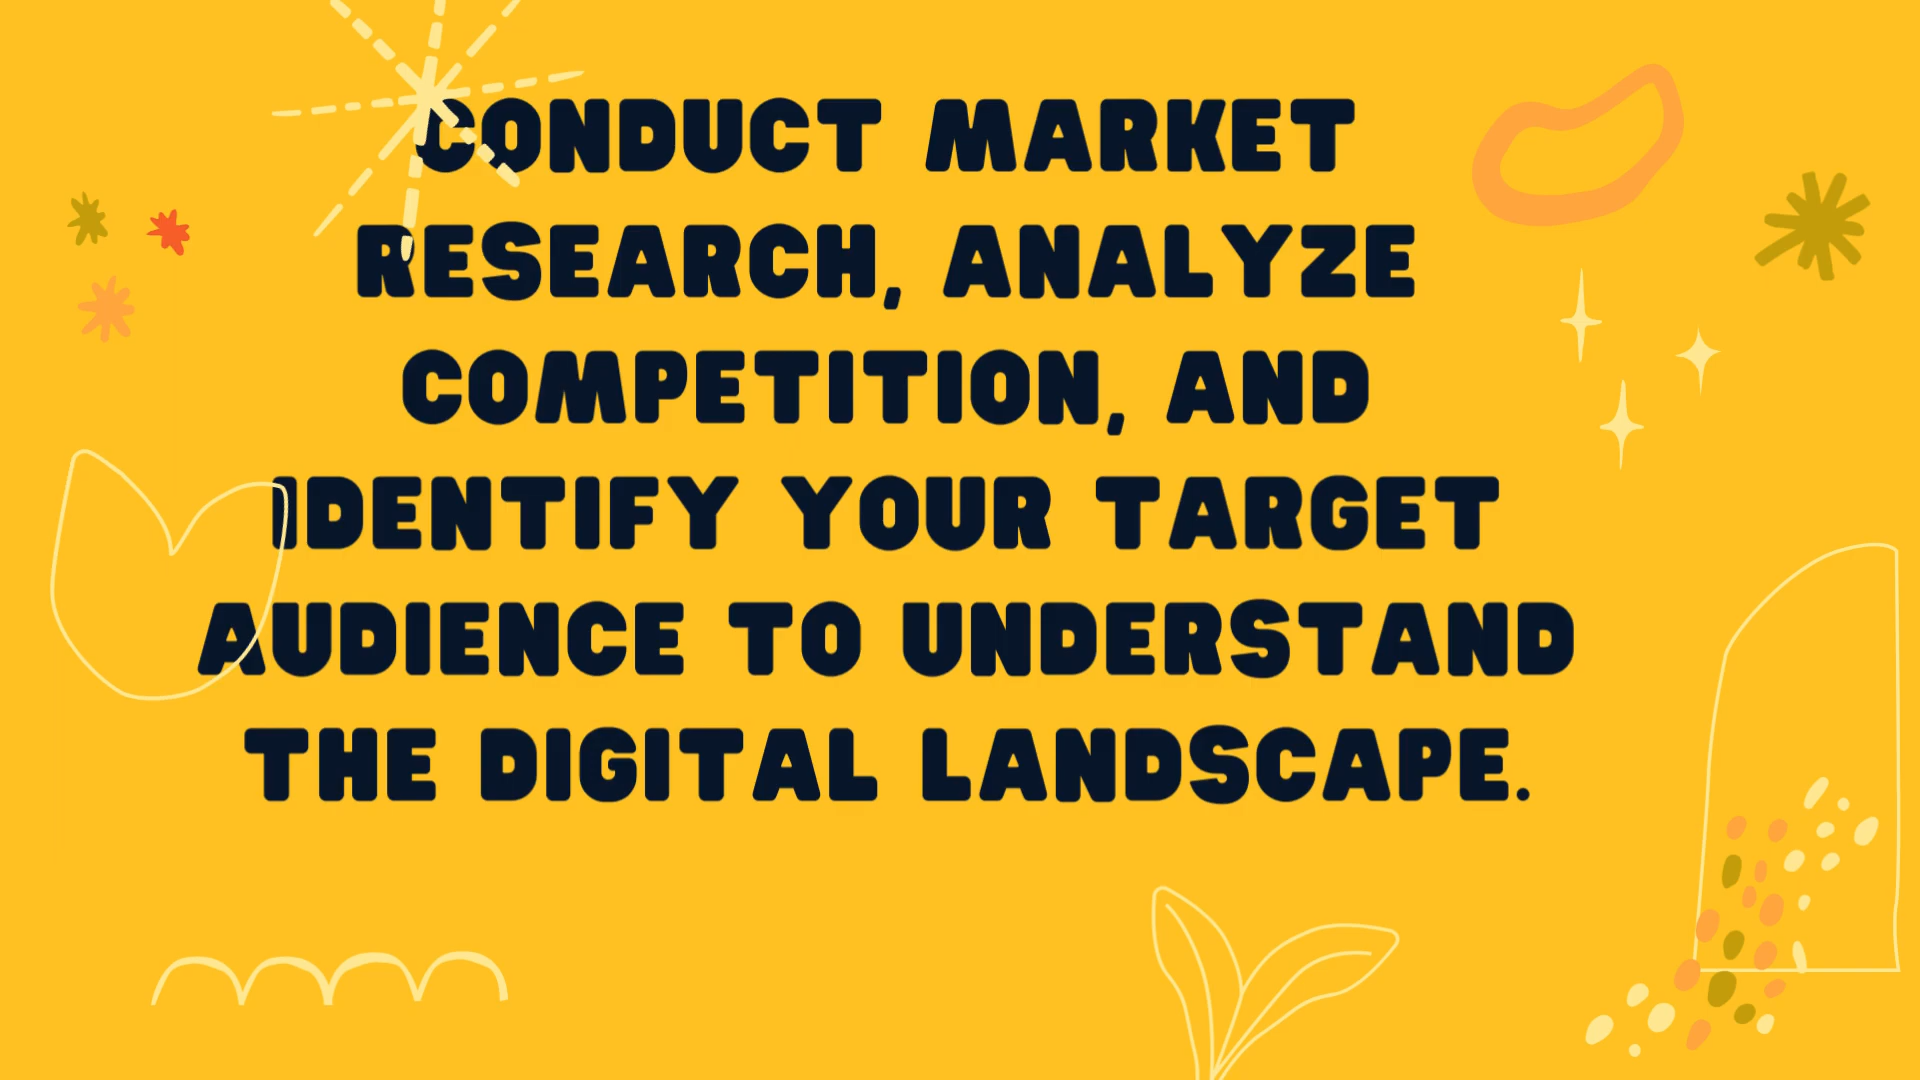 CONDUCT MARKET
RESEARCH, ANALYZE
COMPETITION, AND
IDENTIFY YOUR TARGET
AUDIENCE TO UNDERSTAND
THE DIGITAL LANDSCAPE.